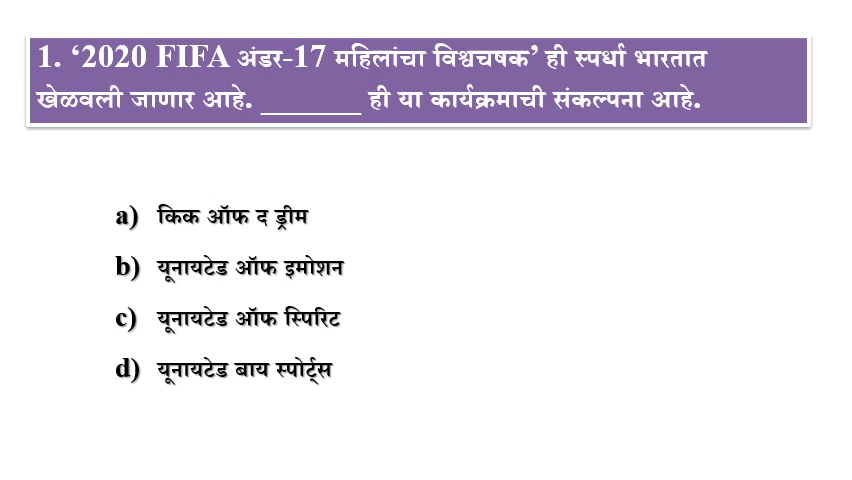 1. ‘2020 FIFA अंडर-17 महिलांचा विश्वचषक’ ही स्पर्धा भारतात
खेळवली जाणार आहे. _______ ही या कार्यक्रमाची संकल्पना आहे.
a) किक ऑफ द ड्रीम
b) यूनायटेड ऑफ इमोशन
c) यूनायटेड ऑफ स्पिरिट
d) यूनायटेड बाय स्पोर्ट्स